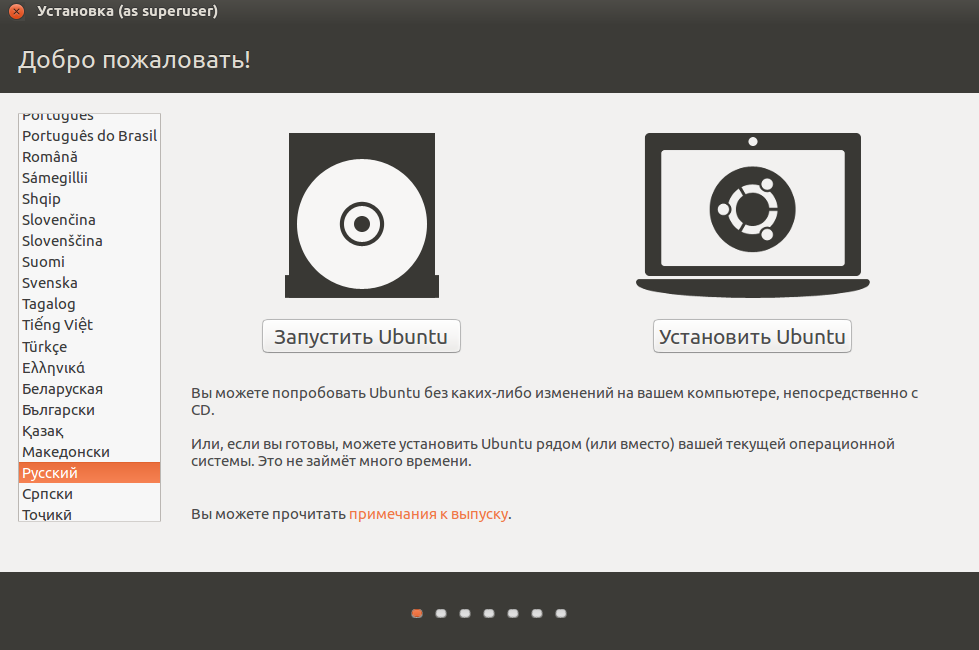 Установка (as superuser)
Добро пожаловать!
Português
Português do Brasil
Română
Sámegillii
Shqip
Slovenčina
Slovenščina
Suomi
Svenska
Tagalog
Tiếng Việt
Türkçe
Ελληνικά
Беларуская
Български
Қазақ
Македонски
Русский
Српски
Тоҷикӣ
Запустить Ubuntu
Установить Ubuntu
Вы можете попробовать Ubuntu без каких-либо изменений на вашем компьютере, непосредственно с
CD.
Или, если вы готовы, можете установить Ubuntu рядом (или вместо) вашей текущей операционной
системы. Это не займёт много времени.
Вы можете прочитать примечания к выпуску.